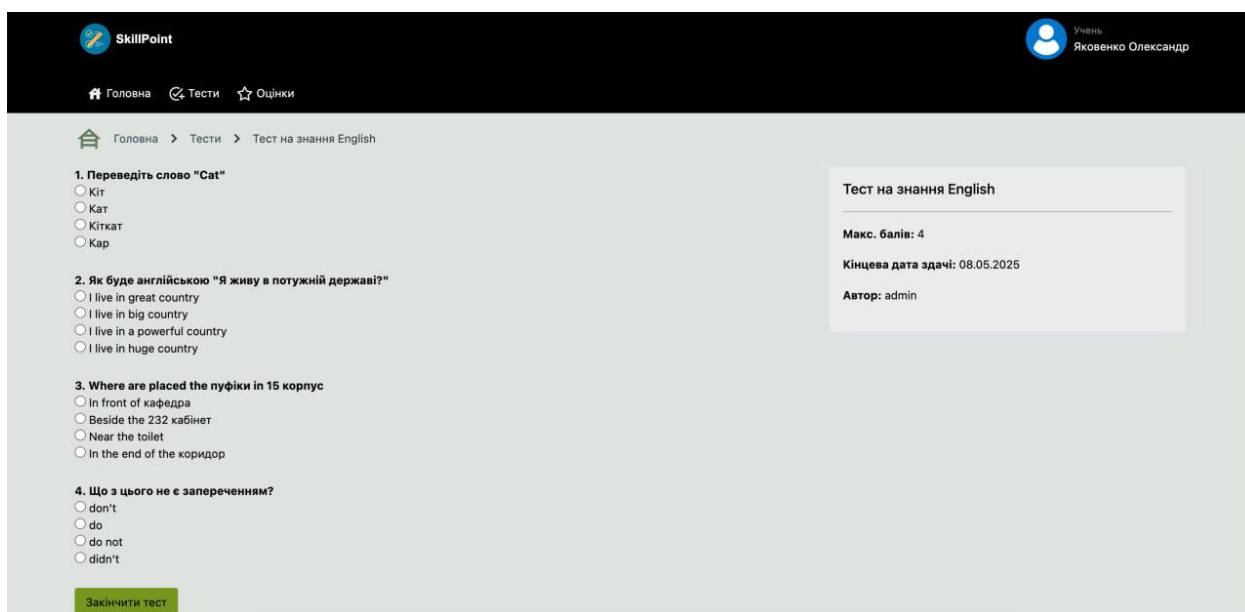 SkillPoint
Учень
Яковенко Олександр
Головна Тести Оцінки
Головна > Тести > Тест на знання English
1. Переведіть слово "Cat"
Кіт
Кат
Кіткат
Кар
2. Як буде англійською "Я живу в потужній державі?"
I live in great country
I live in big country
I live in a powerful country
I live in huge country
3. Where are placed the пуфіки in 15 корпус
In front of кафедра
Beside the 232 кабінет
Near the toilet
In the end of the коридор
4. Що з цього не є запереченням?
don't
do
do not
didn't
Закінчити тест
Тест на знання English
Макс. балів: 4
Кінцева дата здачі: 08.05.2025
Автор: admin